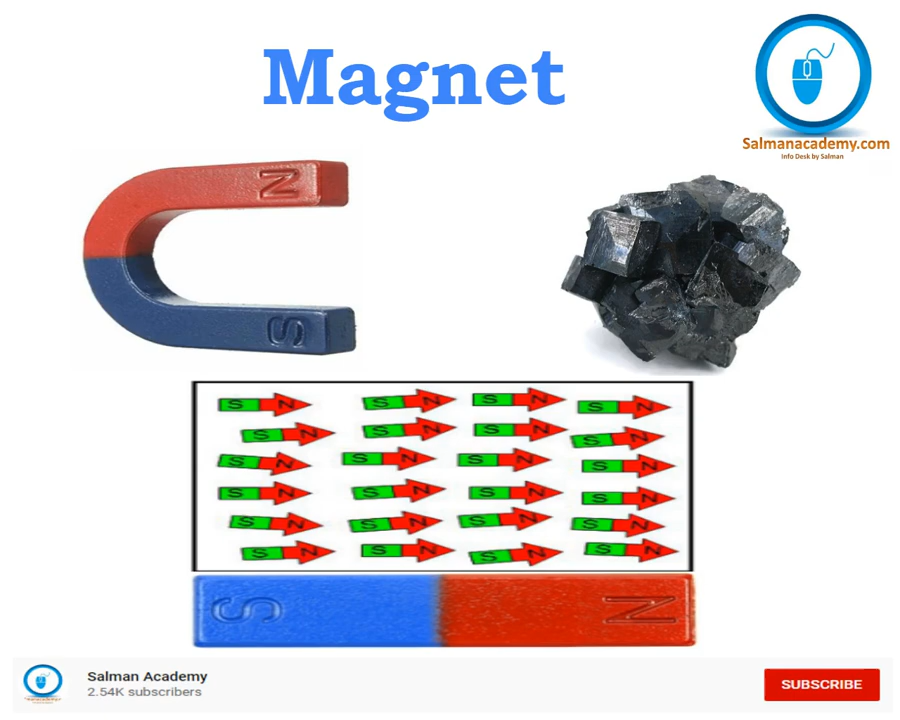 Magnet
Salmanacademy.com
Info Desk by Salman
N
S
S N S N S N S N
S N S N S N S N
S N S N S N S N
S N S N S N S N
S N S N S N S N
S N S N S N S N
S N
Salman Academy
2.54K subscribers
SUBSCRIBE